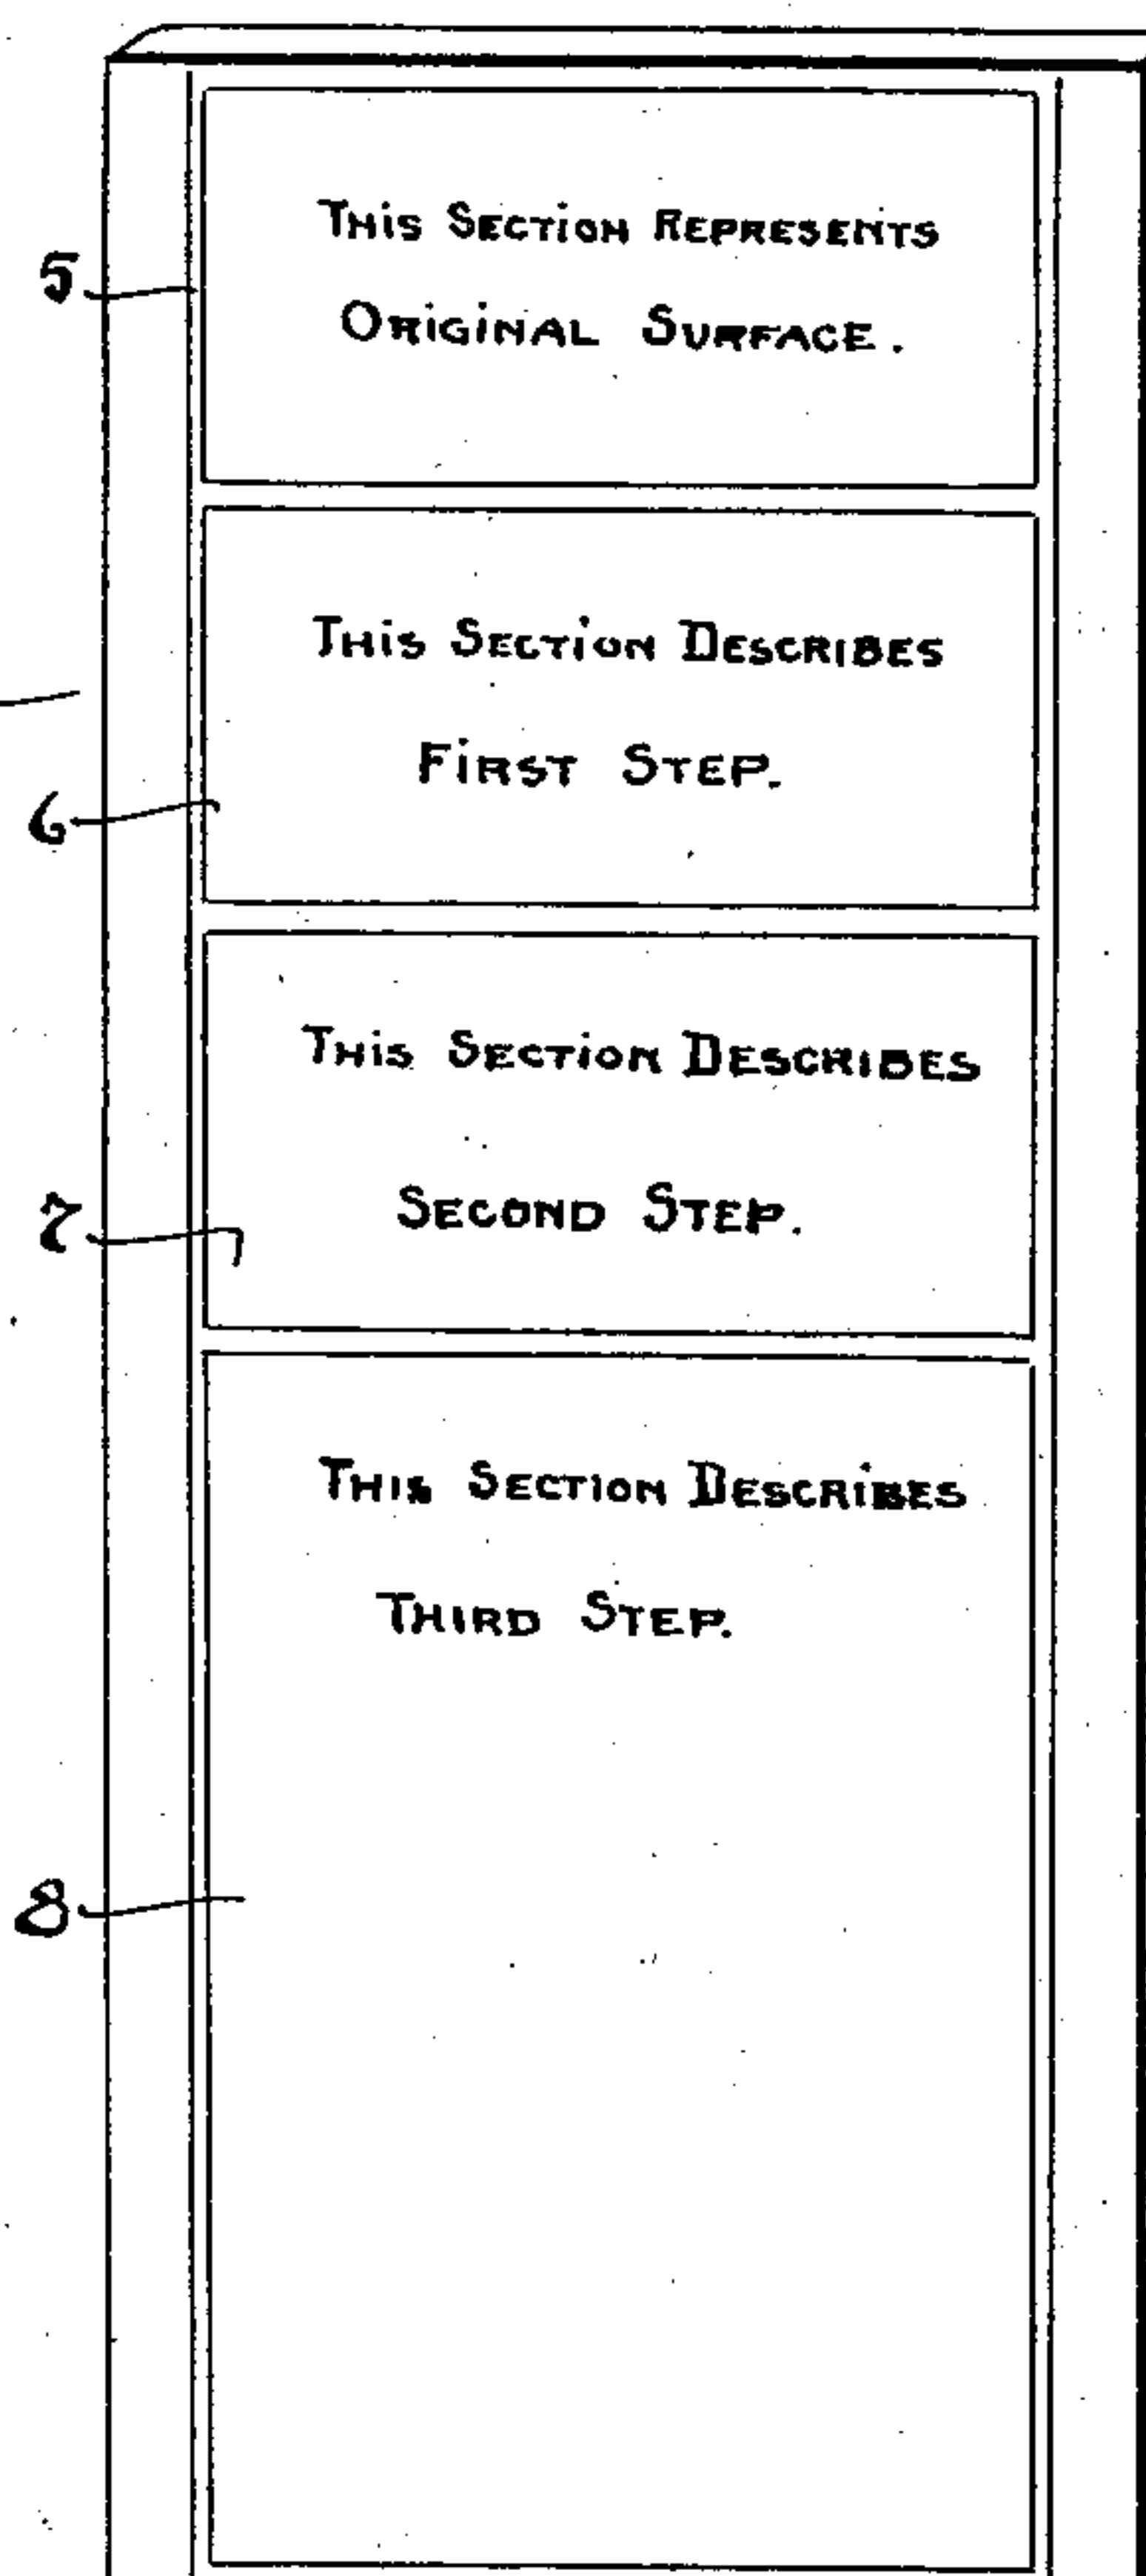 5
THiS SECTiON REPRESENTS
ORiGiNAL SURFACE.
THiS SECTiON DESCRIBES
FiRST STEP.
6
THiS SECTiON DESCRIBES
7
SECOND STEP.
THIS SECTION DESCRiBES
THIRD STEP.
8